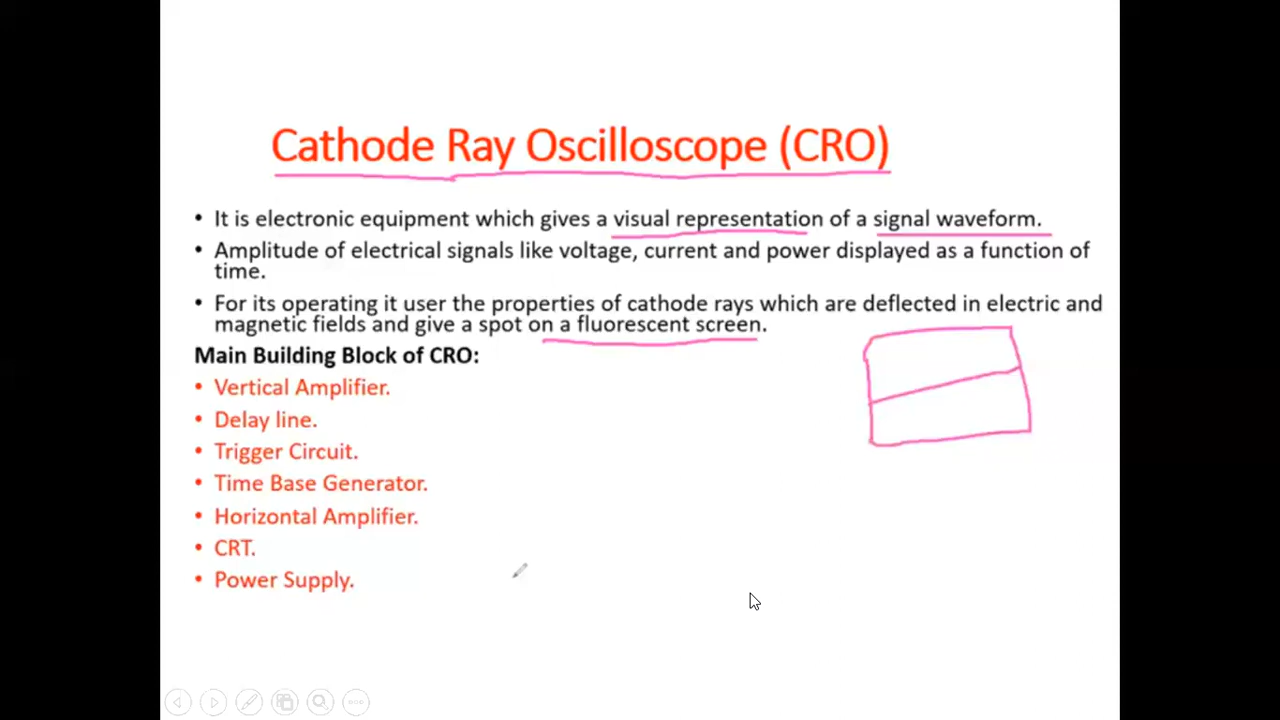 Cathode Ray Oscilloscope (CRO)
• It is electronic equipment which gives a visual representation of a signal waveform.
• Amplitude of electrical signals like voltage, current and power displayed as a function of
time.
• For its operating it user the properties of cathode rays which are deflected in electric and
magnetic fields and give a spot on a fluorescent screen.
Main Building Block of CRO:
• Vertical Amplifier.
• Delay line.
• Trigger Circuit.
• Time Base Generator.
• Horizontal Amplifier.
• CRT.
• Power Supply.